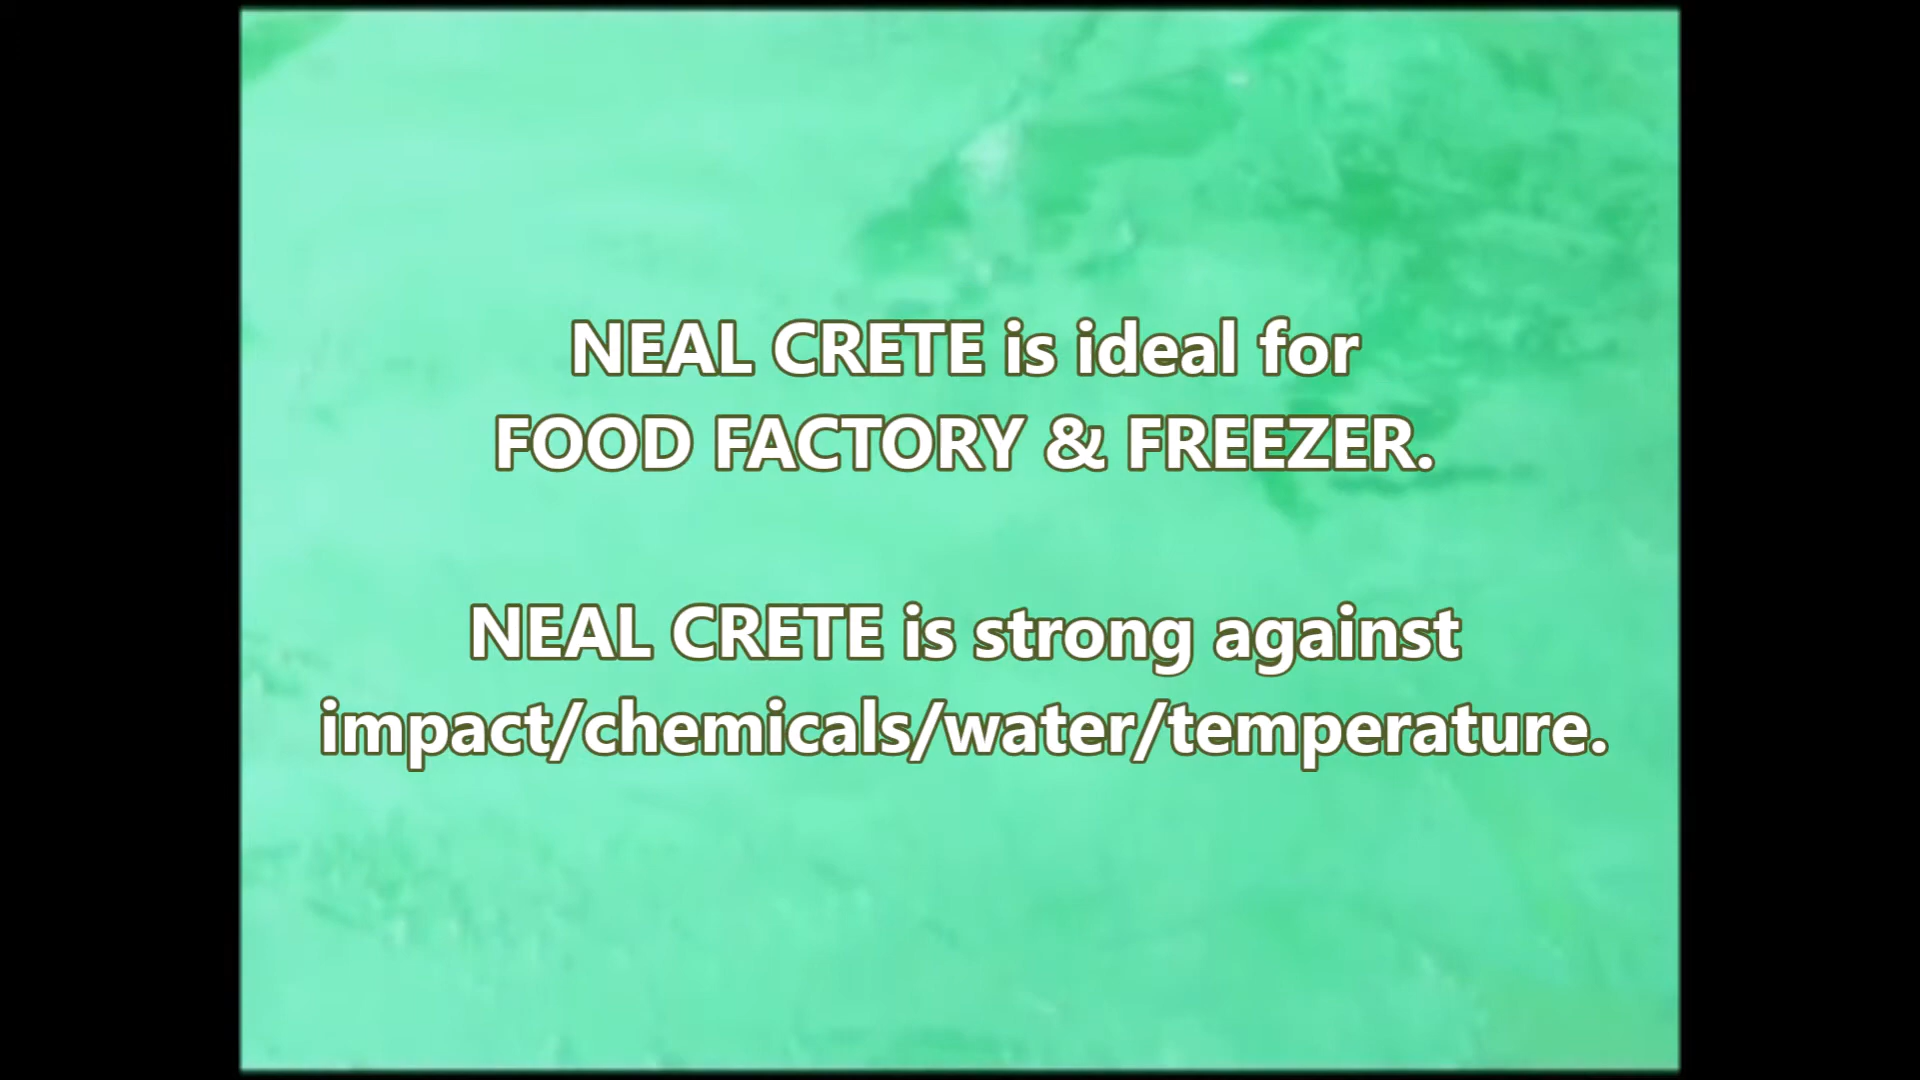 NEAL CRETE is ideal for
FOOD FACTORY & FREEZER.
NEAL CRETE is strong against
impact/chemicals/water/temperature.